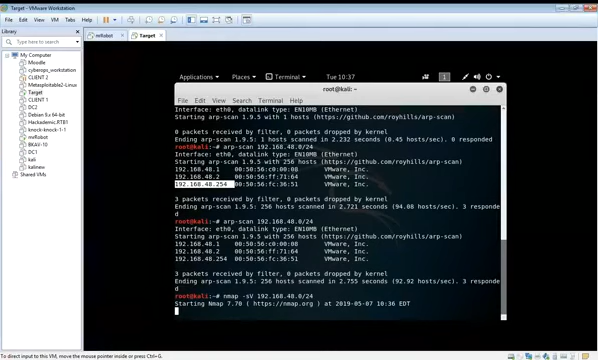 Target - VMware Workstation
File Edit View VM Tabs Help
Library
Type here to search
mRobot
Target
My Computer
Moodle
cyberops_workstation
CLIENT 2
Metasploitable2-Linux
Target
CLIENT 1
DC2
Debian 9.x 64-bit
Hackademic.RTB1
knock-knock-1-1
mRobot
BKAV-10
DC1
kali
kalinew
Shared VMs
Applications Places Terminal Tue 10:37 1
root@kali: ~
File Edit View Search Terminal Help
Interface: eth0, datalink type: EN10MB (Ethernet)
Starting arp-scan 1.9.5 with 1 hosts (https://github.com/royhills/arp-scan)
0 packets received by filter, 0 packets dropped by kernel
Ending arp-scan 1.9.5: 1 hosts scanned in 2.232 seconds (0.45 hosts/sec). 0 responded
root@kali:~# arp-scan 192.168.48.0/24
Interface: eth0, datalink type: EN10MB (Ethernet)
Starting arp-scan 1.9.5 with 256 hosts (https://github.com/royhills/arp-scan)
192.168.48.1 00:50:56:c0:00:08 VMware, Inc.
192.168.48.2 00:50:56:ff:71:64 VMware, Inc.
192.168.48.254 00:50:56:fc:36:51 VMware, Inc.
3 packets received by filter, 0 packets dropped by kernel
Ending arp-scan 1.9.5: 256 hosts scanned in 2.721 seconds (94.08 hosts/sec). 3 responde
d
root@kali:~# arp-scan 192.168.48.0/24
Interface: eth0, datalink type: EN10MB (Ethernet)
Starting arp-scan 1.9.5 with 256 hosts (https://github.com/royhills/arp-scan)
192.168.48.1 00:50:56:c0:00:08 VMware, Inc.
192.168.48.2 00:50:56:ff:71:64 VMware, Inc.
192.168.48.254 00:50:56:fc:36:51 VMware, Inc.
3 packets received by filter, 0 packets dropped by kernel
Ending arp-scan 1.9.5: 256 hosts scanned in 2.755 seconds (92.92 hosts/sec). 3 responde
d
root@kali:~# nmap -sV 192.168.48.0/24
Starting Nmap 7.70 ( https://nmap.org ) at 2019-05-07 10:36 EDT
To direct input to this VM, move the mouse pointer inside or press Ctrl+G.